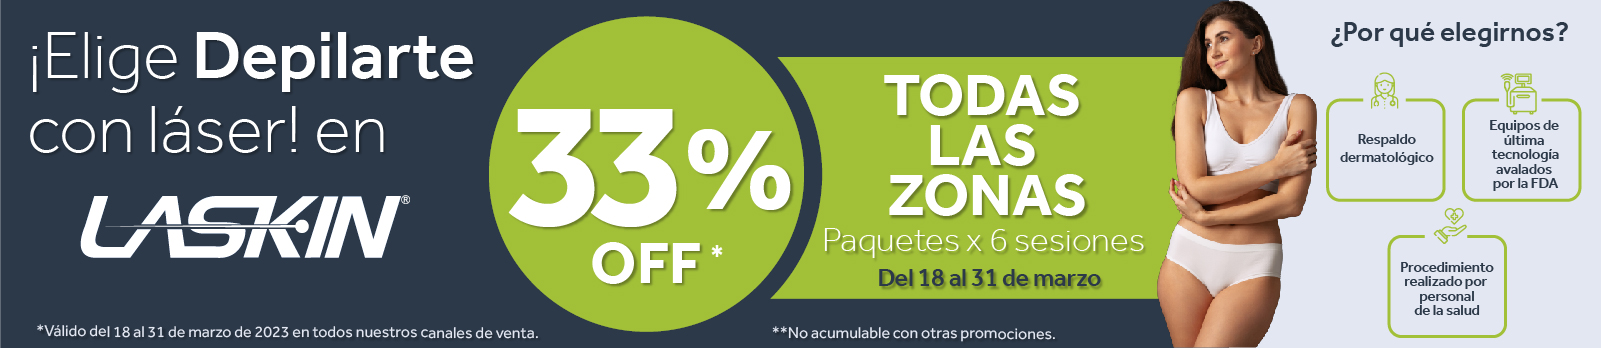 ¡Elige Depilarte
con láser! en
LASKIN®
33%
OFF*
TODAS
LAS
ZONAS
Paquetes x 6 sesiones
Del 18 al 31 de marzo
*Válido del 18 al 31 de marzo de 2023 en todos nuestros canales de venta.
**No acumulable con otras promociones.
¿Por qué elegirnos?
Respaldo
dermatológico
Equipos de
última
tecnología
avalados
por la FDA
Procedimiento
realizado por
personal
de la salud